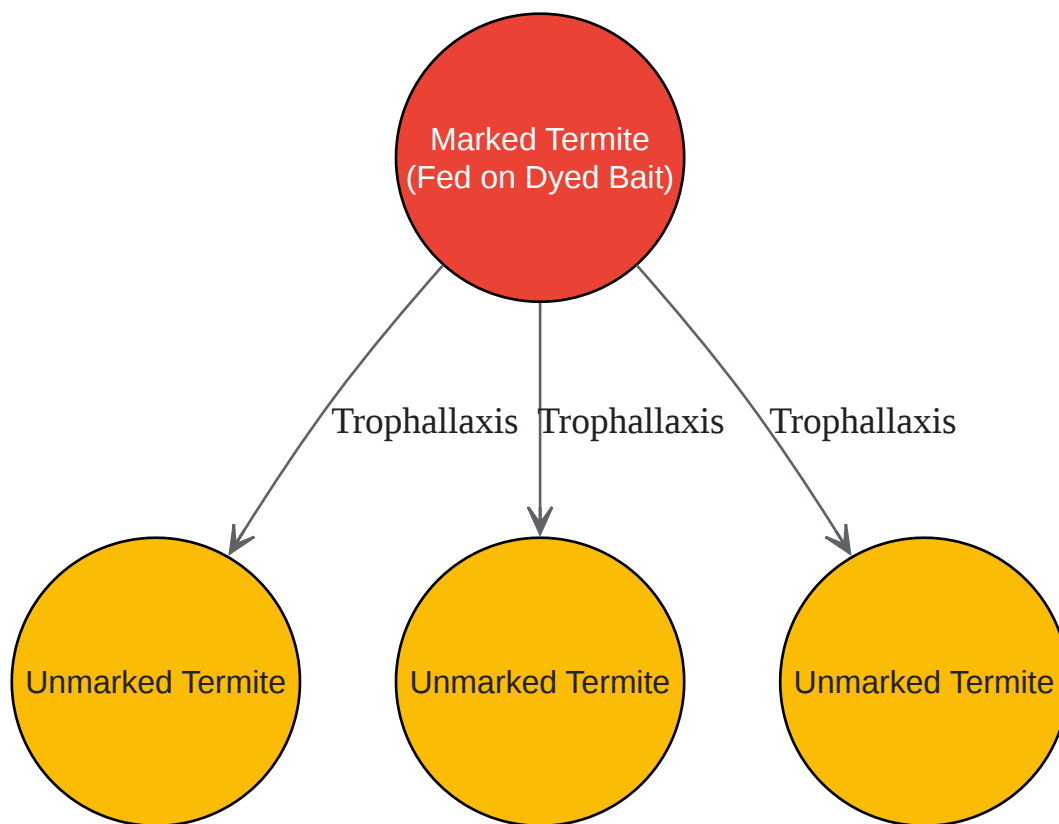 Marked Termite
(Fed on Dyed Bait)
Trophallaxis
Trophallaxis
Trophallaxis
Unmarked Termite
Unmarked Termite
Unmarked Termite